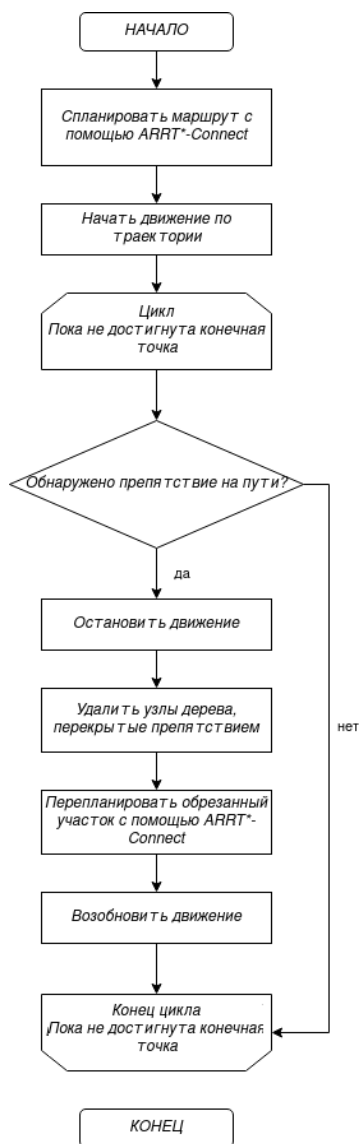 НАЧАЛО
Спланировать маршрут с
помощью ARRT*-Connect
Начать движение по
траектории
Цикл
Пока не достигнута конечная
точка
Обнаружено препятствие на пути?
да
Остановить движение
Удалить узлы дерева,
перекрытые препятствием
нет
Перепланировать обрезанный
участок с помощью ARRT*-
Connect
Возобновить движение
Конец цикла
Пока не достигнута конечная
точка
КОНЕЦ